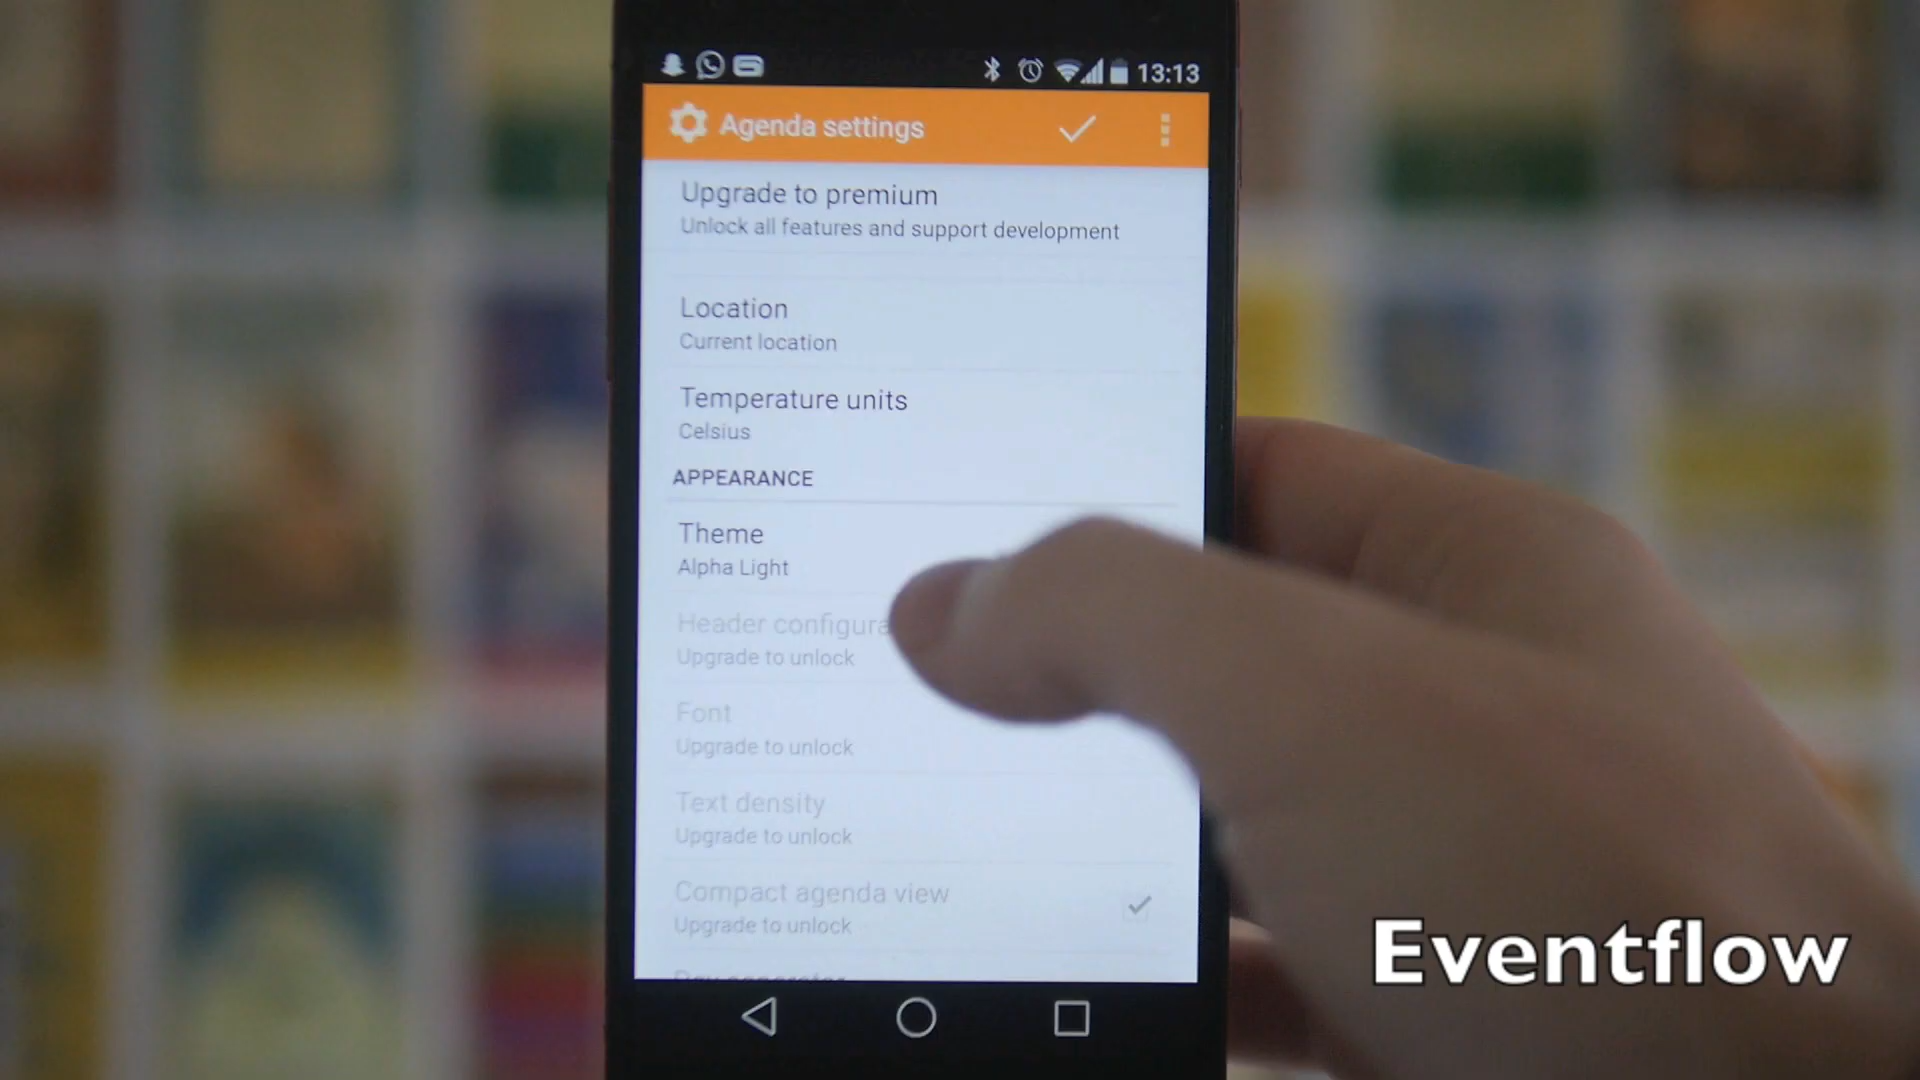 13:13
Agenda settings
Upgrade to premium
Unlock all features and support development
Location
Current location
Temperature units
Celsius
APPEARANCE
Theme
Alpha Light
Header configura
Upgrade to unlock
Font
Upgrade to unlock
Text density
Upgrade to unlock
Compact agenda view
Upgrade to unlock
Eventflow